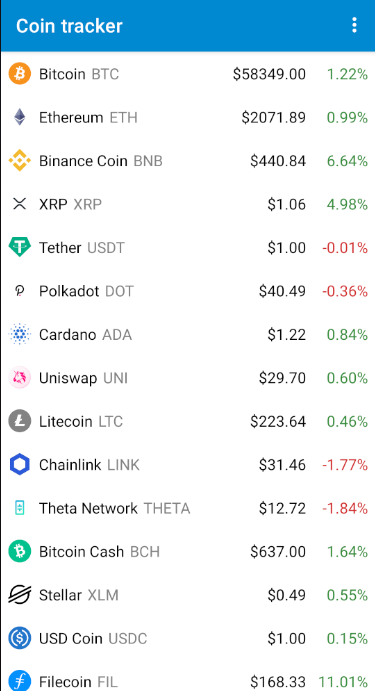 Coin tracker
Bitcoin BTC $58349.00 1.22%
Ethereum ETH $2071.89 0.99%
Binance Coin BNB $440.84 6.64%
XRP XRP $1.06 4.98%
Tether USDT $1.00 -0.01%
Polkadot DOT $40.49 -0.36%
Cardano ADA $1.22 0.84%
Uniswap UNI $29.70 0.60%
Litecoin LTC $223.64 0.46%
Chainlink LINK $31.46 -1.77%
Theta Network THETA $12.72 -1.84%
Bitcoin Cash BCH $637.00 1.64%
Stellar XLM $0.49 0.55%
USD Coin USDC $1.00 0.15%
Filecoin FIL $168.33 11.01%